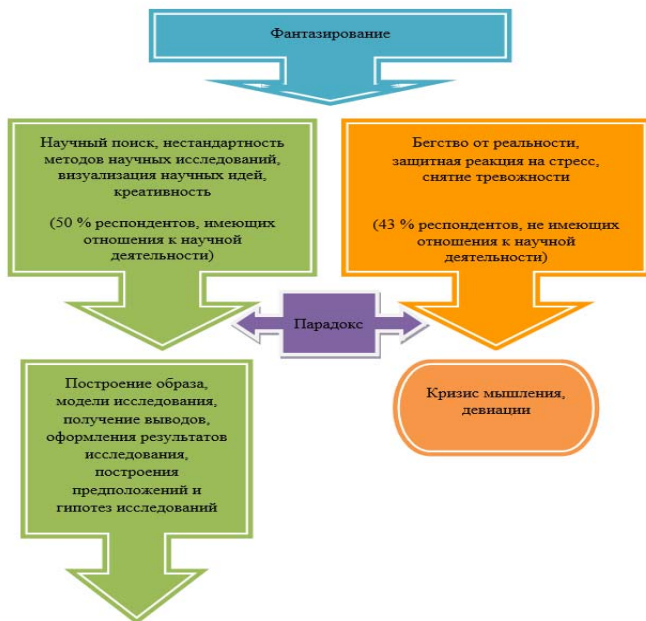 Фантазирование
Научный поиск, нестандартность
методов научных исследований,
визуализация научных идей,
креативность
(50 % респондентов, имеющих
отношения к научной
деятельности)
Бегство от реальности,
защитная реакция на стресс,
снятие тревожности
(43 % респондентов, не имеющих
отношения к научной
деятельности)
Парадокс
Построение образа,
модели исследования,
получение выводов,
оформления результатов
исследования,
построения
предположений и
гипотез исследований
Кризис мышления,
девиации